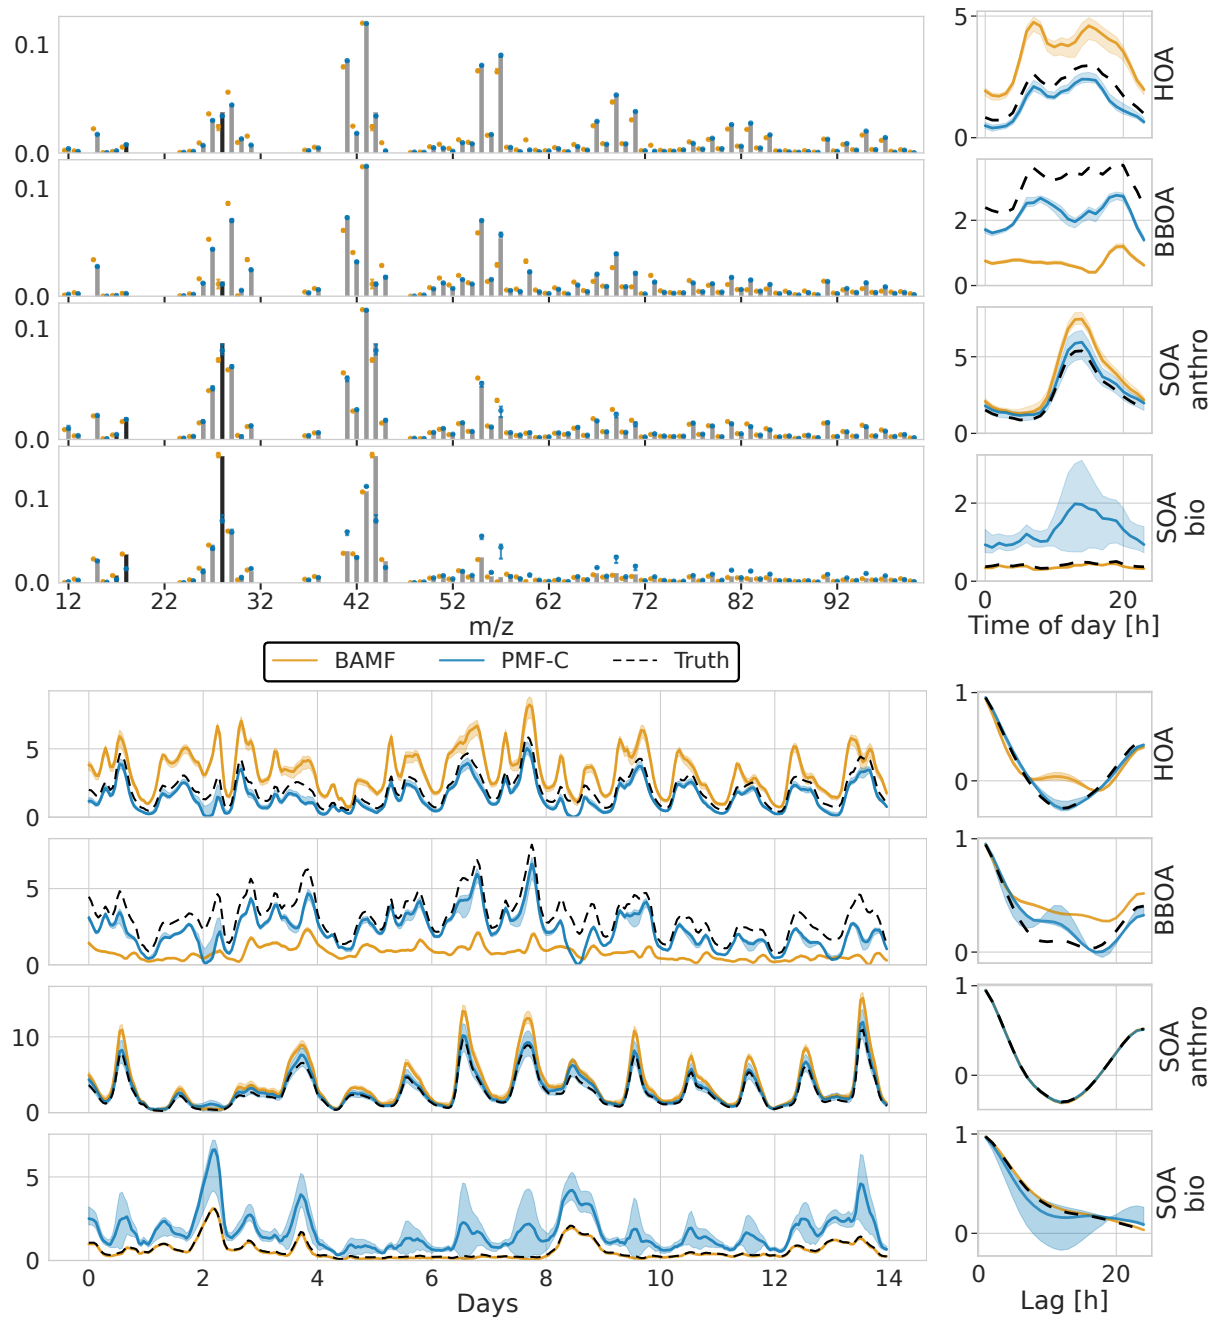 0.1
0.0
5
0
HOA
0.1
0.0
2
0
BBOA
0.1
0.0
5
0
SOA
anthro
0.1
0.0
12 22 32 42 52 62 72 82 92
m/z
2
0
0 20
Time of day [h]
SOA
bio
BAMF PMF-C Truth
5
0
1
0
HOA
5
0
1
0
BBOA
10
0
1
0
SOA
anthro
5
0
0 2 4 6 8 10 12 14
Days
1
0
0 20
Lag [h]
SOA
bio